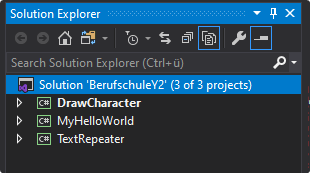 Solution Explorer
Search Solution Explorer (Ctrl+ü)
Solution 'BerufschuleY2' (3 of 3 projects)
C# DrawCharacter
C# MyHelloWorld
C# TextRepeater